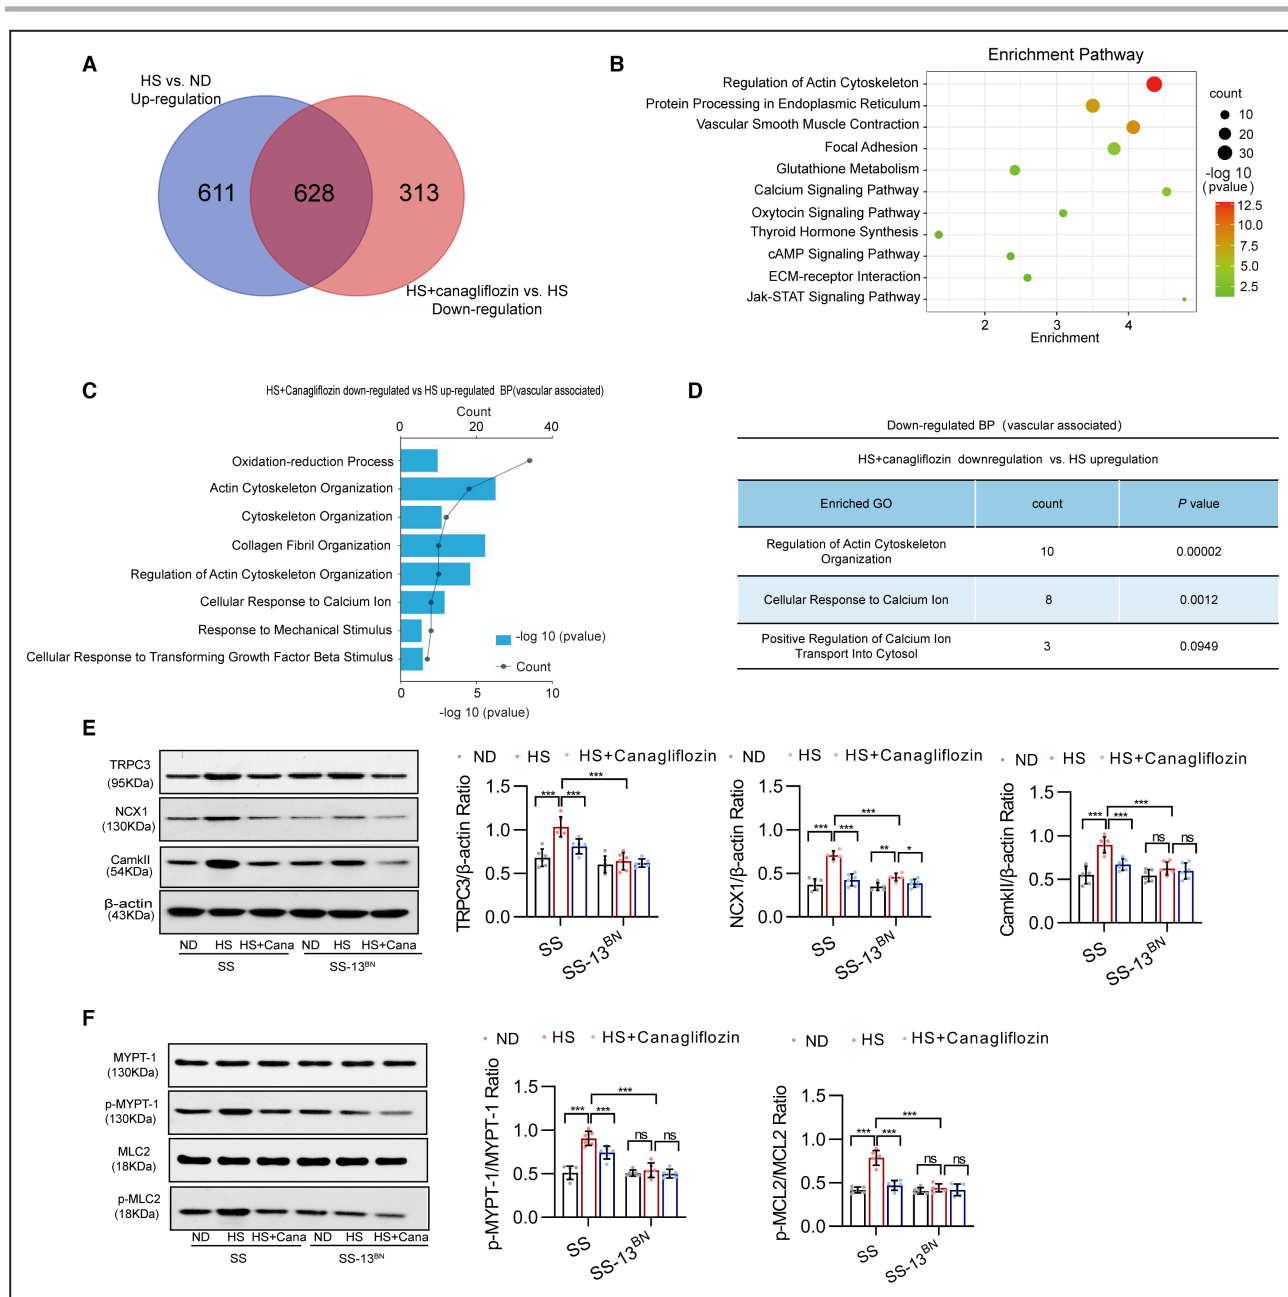 A
HS vs. ND
Up-regulation
611
628
313
HS+canagliflozin vs. HS
Down-regulation
B
Enrichment Pathway
Regulation of Actin Cytoskeleton
Protein Processing in Endoplasmic Reticulum
Vascular Smooth Muscle Contraction
Focal Adhesion
Glutathione Metabolism
Calcium Signaling Pathway
Oxytocin Signaling Pathway
Thyroid Hormone Synthesis
cAMP Signaling Pathway
ECM-receptor Interaction
Jak-STAT Signaling Pathway
2 3 4
Enrichment
count
10
20
30
-log 10
(pvalue)
12.5
10.0
7.5
5.0
2.5
C
HS+Canagliflozin down-regulated vs HS up-regulated BP(vascular associated)
Count
0 20 40
Oxidation-reduction Process
Actin Cytoskeleton Organization
Cytoskeleton Organization
Collagen Fibril Organization
Regulation of Actin Cytoskeleton Organization
Cellular Response to Calcium Ion
Response to Mechanical Stimulus
Cellular Response to Transforming Growth Factor Beta Stimulus
-log 10 (pvalue)
Count
0 5 10
-log 10 (pvalue)
D
Down-regulated BP (vascular associated)
HS+canagliflozin downregulation vs. HS upregulation
Enriched GO count P value
Regulation of Actin Cytoskeleton
Organization 10 0.00002
Cellular Response to Calcium Ion 8 0.0012
Positive Regulation of Calcium Ion
Transport Into Cytosol 3 0.0949
E
TRPC3
(95KDa)
NCX1
(130KDa)
CamkII
(54KDa)
β-actin
(43KDa)
ND HS HS+Cana ND HS HS+Cana
SS SS-13BN
ND HS HS+Canagliflozin
TRPC3/β-actin Ratio
1.5
1.0
0.5
0.0
*** *** ***
SS SS-13BN
ND HS HS+Canagliflozin
NCX1/β-actin Ratio
1.5
1.0
0.5
0.0
*** *** *** ** *
SS SS-13BN
ND HS HS+Canagliflozin
CamkII/β-actin Ratio
1.5
1.0
0.5
0.0
*** *** *** ns ns
SS SS-13BN
F
MYPT-1
(130KDa)
p-MYPT-1
(130KDa)
MLC2
(18KDa)
p-MLC2
(18KDa)
ND HS HS+Cana ND HS HS+Cana
SS SS-13BN
ND HS HS+Canagliflozin
p-MYPT-1/MYPT-1 Ratio
1.5
1.0
0.5
0.0
*** *** *** ns ns
SS SS-13BN
ND HS HS+Canagliflozin
p-MCL2/MCL2 Ratio
1.5
1.0
0.5
0.0
*** *** *** ns ns
SS SS-13BN